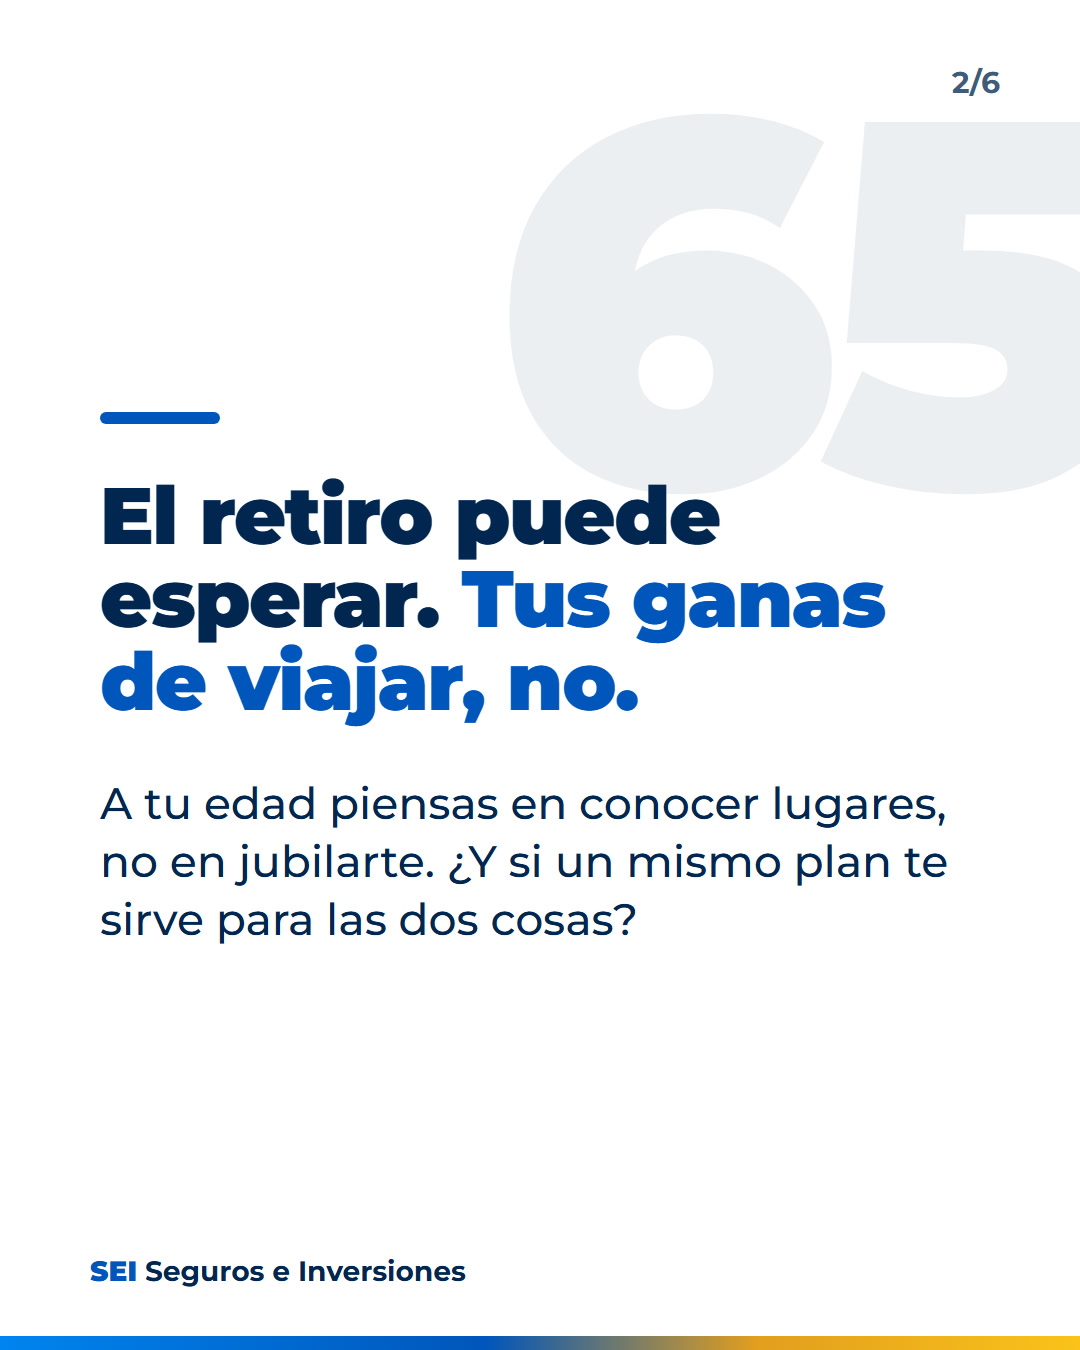 2/6
65
El retiro puede
esperar. Tus ganas
de viajar, no.
A tu edad piensas en conocer lugares,
no en jubilarte. ¿Y si un mismo plan te
sirve para las dos cosas?
SEI Seguros e Inversiones